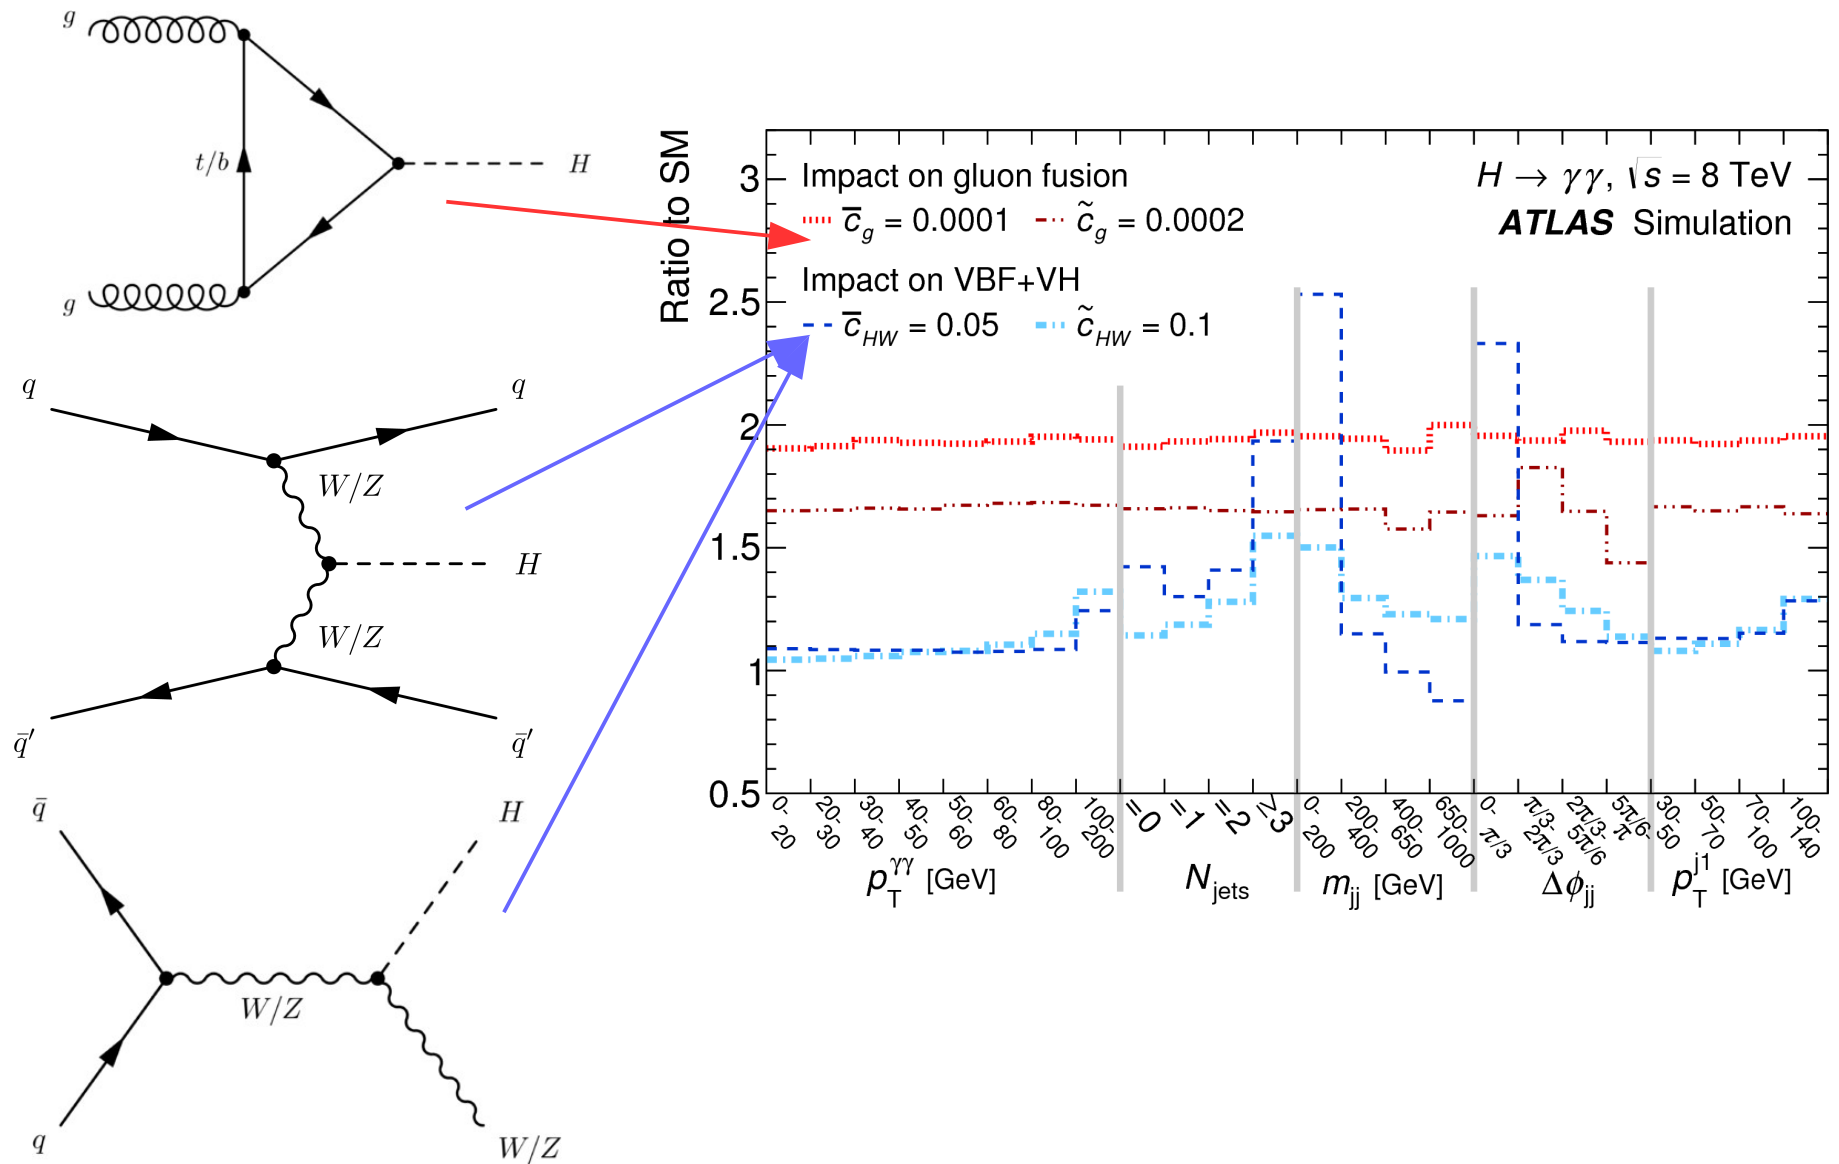 g
t/b
H
g
q
q
W/Z
H
W/Z
q̄′
q̄′
q̄
H
W/Z
q
W/Z
Ratio to SM
3
2.5
2
1.5
1
0.5
Impact on gluon fusion
c̄g = 0.0001 c̃g = 0.0002
Impact on VBF+VH
c̄HW = 0.05 c̃HW = 0.1
H → γγ, √s = 8 TeV
ATLAS Simulation
0-20 20-30 30-40 40-50 50-60 60-80 80-100 100-200
=0 =1 =2 ≥3
0-200 200-400 400-650 650-1000
0-π/3 π/3-2π/3 2π/3-5π/6 5π/6-π
30-50 50-70 70-100 100-140
pTγγ [GeV] Njets mjj [GeV] Δϕjj pTj1 [GeV]